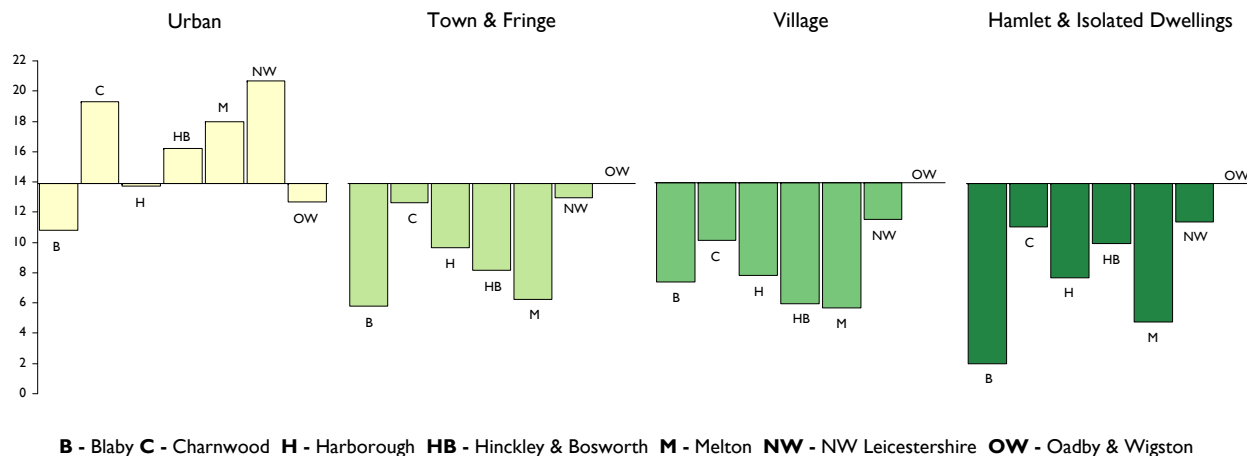 Urban
Town & Fringe
Village
Hamlet & Isolated Dwellings
22
20
18
16
14
12
10
8
6
4
2
0
B
C
H
HB
M
NW
OW
B
C
H
HB
M
NW
OW
B
C
H
HB
M
NW
OW
B
C
H
HB
M
NW
OW
B - Blaby C - Charnwood H - Harborough HB - Hinckley & Bosworth M - Melton NW - NW Leicestershire OW - Oadby & Wigston